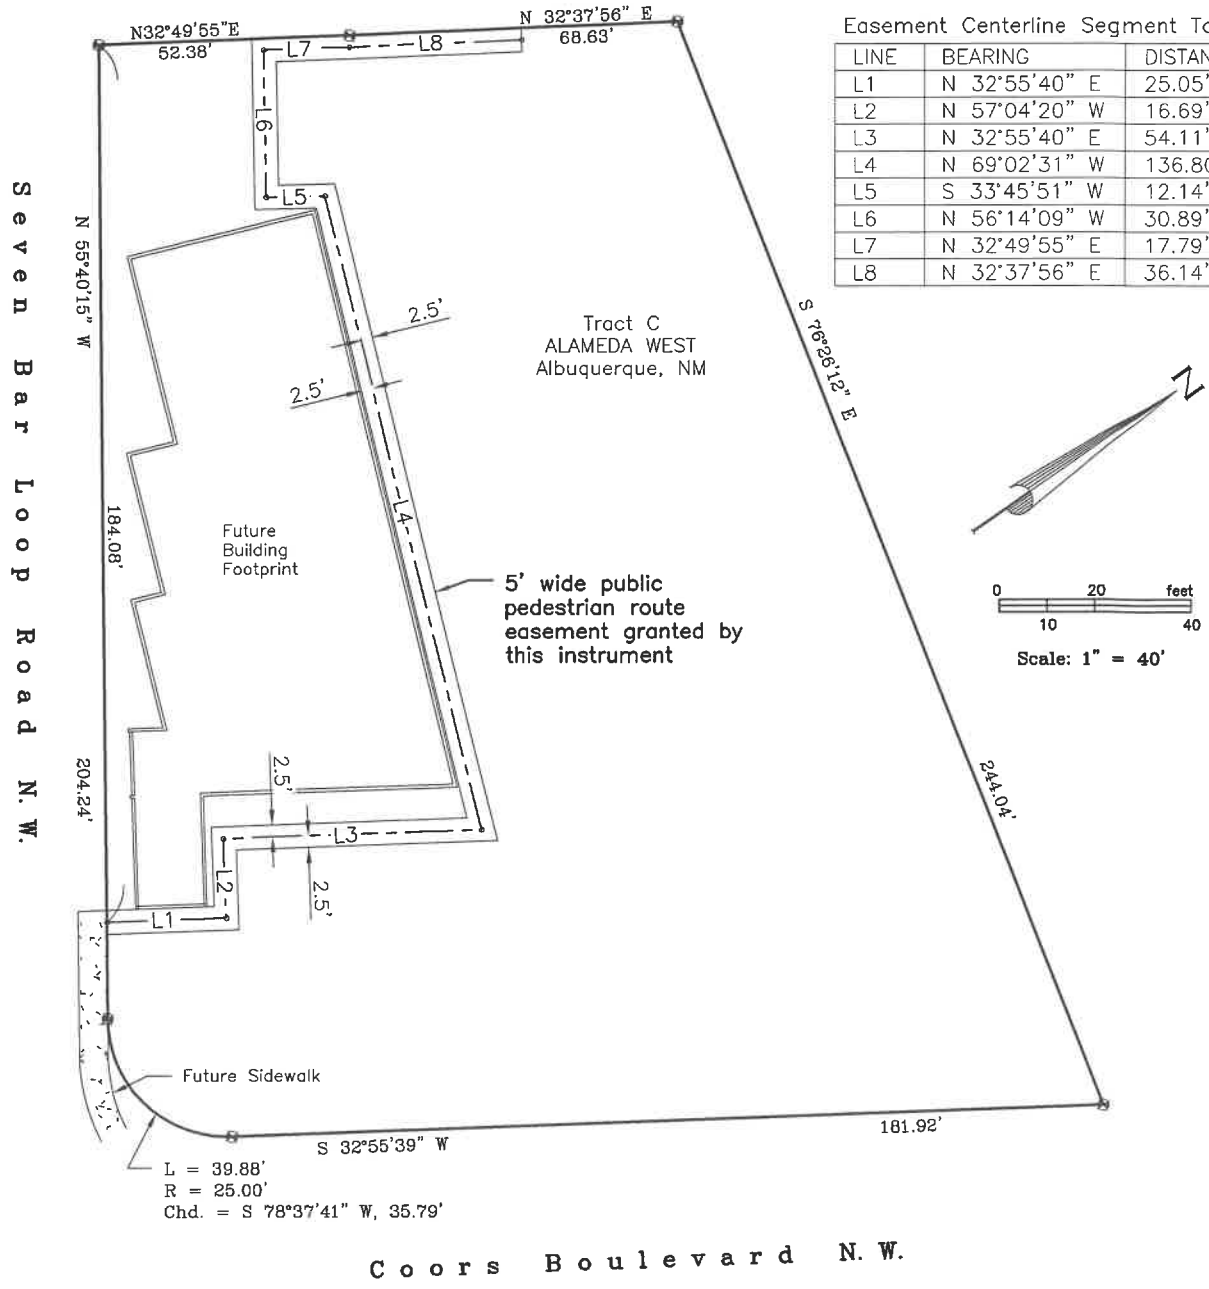 N32°49'55"E
52.38'
N 32°37'56" E
68.63'
L7
L8
L6
L5
Easement Centerline Segment
LINE BEARING
L1 N 32°55'40" E 25.05'
L2 N 57°04'20" W 16.69'
L3 N 32°55'40" E 54.11'
L4 N 69°02'31" W 136.80
L5 S 33°45'51" W 12.14'
L6 N 56°14'09" W 30.89'
L7 N 32°49'55" E 17.79'
L8 N 32°37'56" E 36.14'
Seven Bar Loop Road N.W.
N 55°40'15" W
184.08'
204.24'
2.5'
2.5'
Tract C
ALAMEDA WEST
Albuquerque, NM
S 76°26'12" E
244.04'
N
L4
Future
Building
Footprint
5' wide public
pedestrian route
easement granted by
this instrument
0 20 feet
10 40
Scale: 1" = 40'
2.5'
L3
L2
2.5'
L1
Future Sidewalk
S 32°55'39" W
181.92'
L = 39.88'
R = 25.00'
Chd. = S 78°37'41" W, 35.79'
Coors Boulevard N.W.